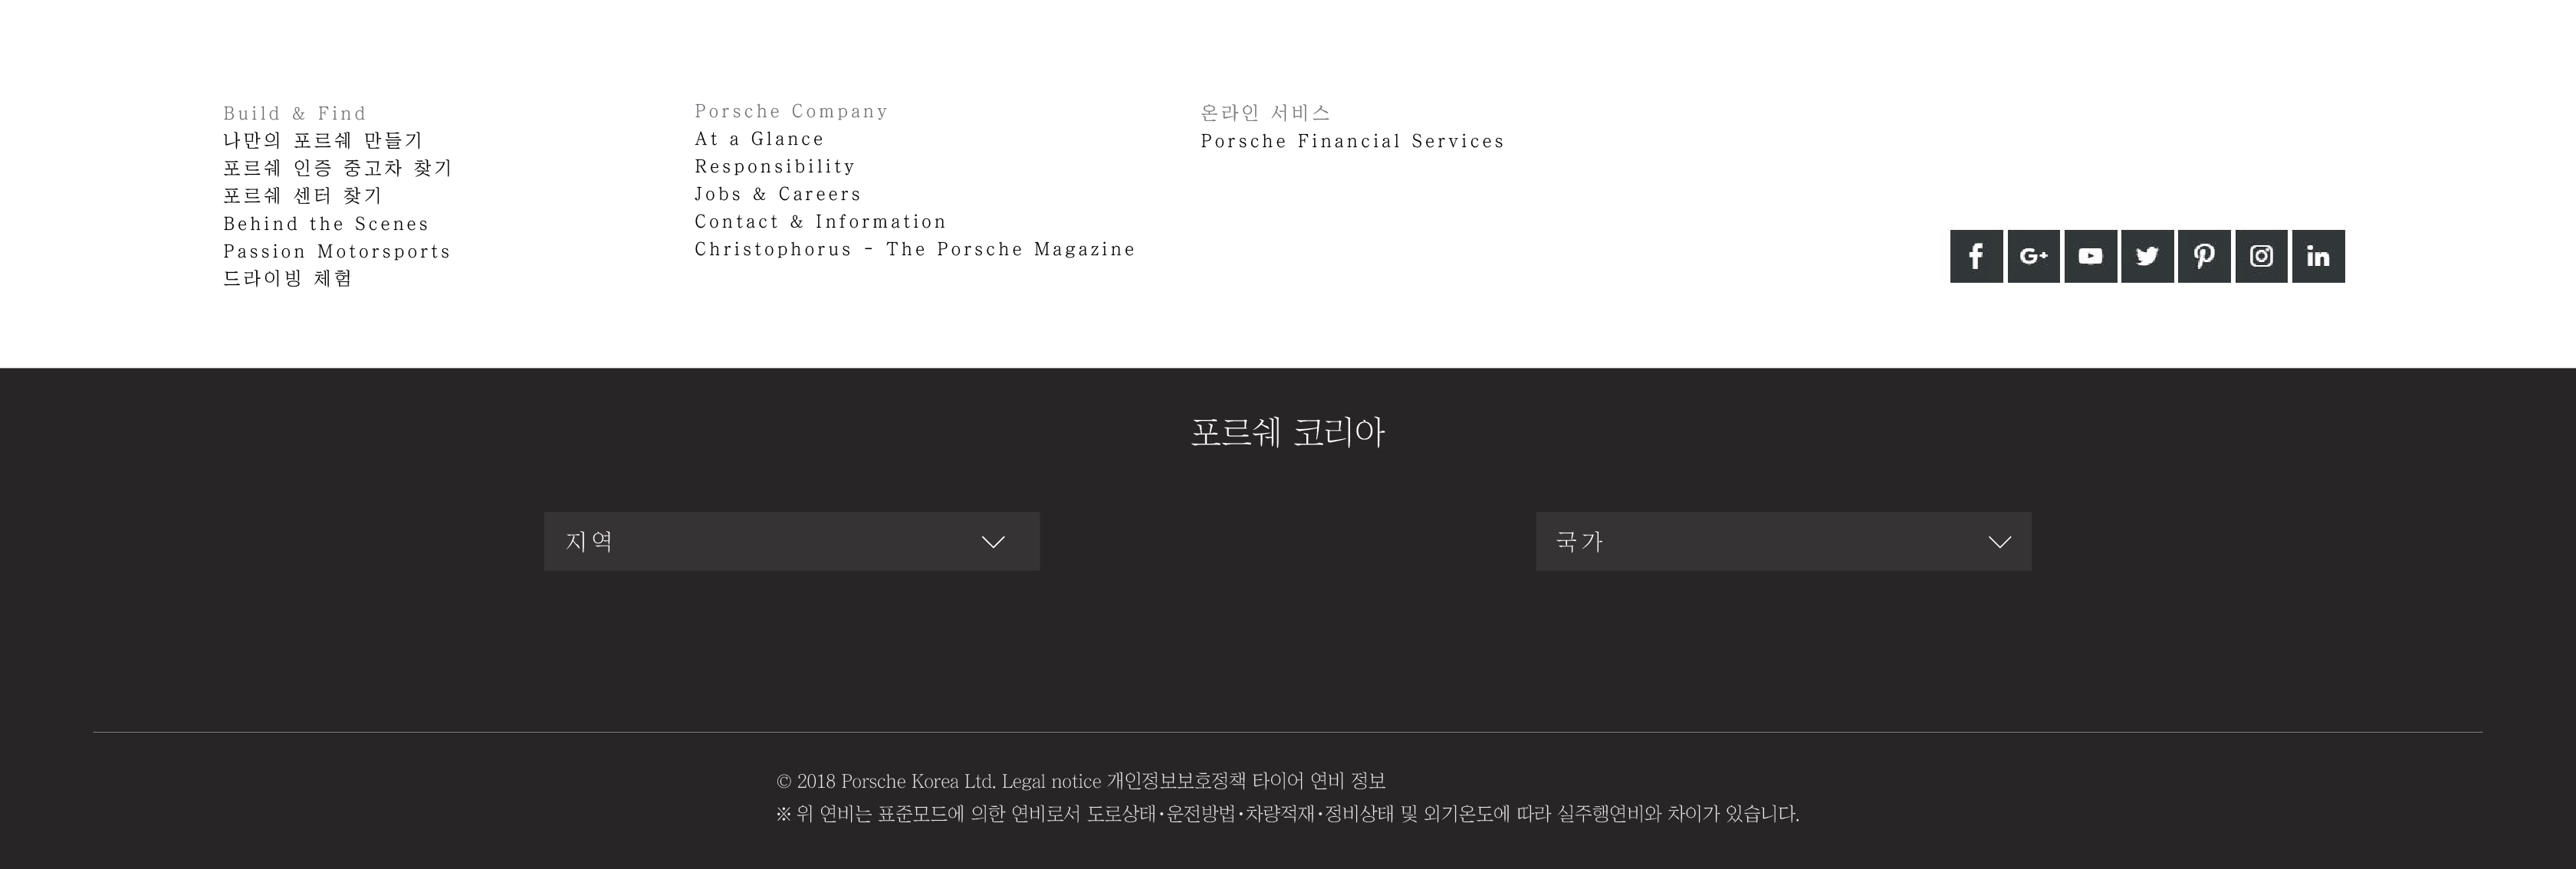 Build & Find
나만의 포르쉐 만들기
포르쉐 인증 중고차 찾기
포르쉐 센터 찾기
Behind the Scenes
Passion Motorsports
드라이빙 체험
Porsche Company
At a Glance
Responsibility
Jobs & Careers
Contact & Information
Christophorus - The Porsche Magazine
온라인 서비스
Porsche Financial Services
포르쉐 코리아
지역
국가
© 2018 Porsche Korea Ltd. Legal notice 개인정보보호정책 타이어 연비 정보
※ 위 연비는 표준모드에 의한 연비로서 도로상태·운전방법·차량적재·정비상태 및 외기온도에 따라 실주행연비와 차이가 있습니다.